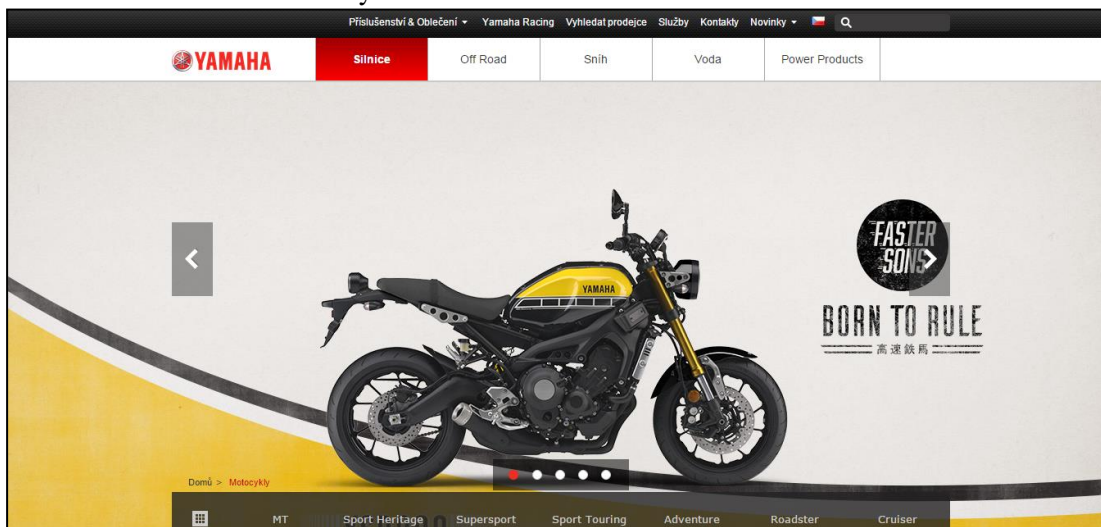 Příslušenství & Oblečení Yamaha Racing Vyhledat prodejce Služby Kontakty Novinky
YAMAHA Silnice Off Road Sníh Voda Power Products
FASTER
SONS
YAMAHA
BORN TO RULE
高速鉄馬
Domů > Motocykly
MT Sport Heritage Supersport Sport Touring Adventure Roadster Cruiser